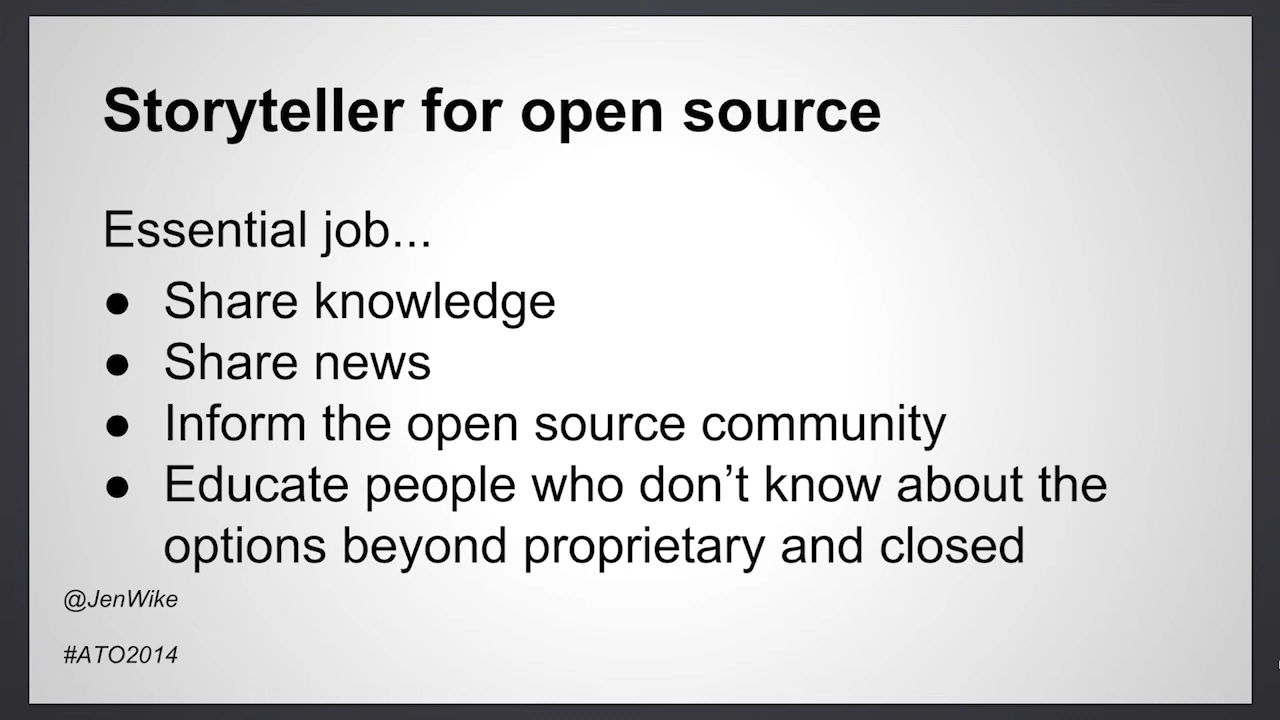 Storyteller for open source
Essential job...
● Share knowledge
● Share news
● Inform the open source community
● Educate people who don’t know about the
options beyond proprietary and closed
@JenWike
#ATO2014